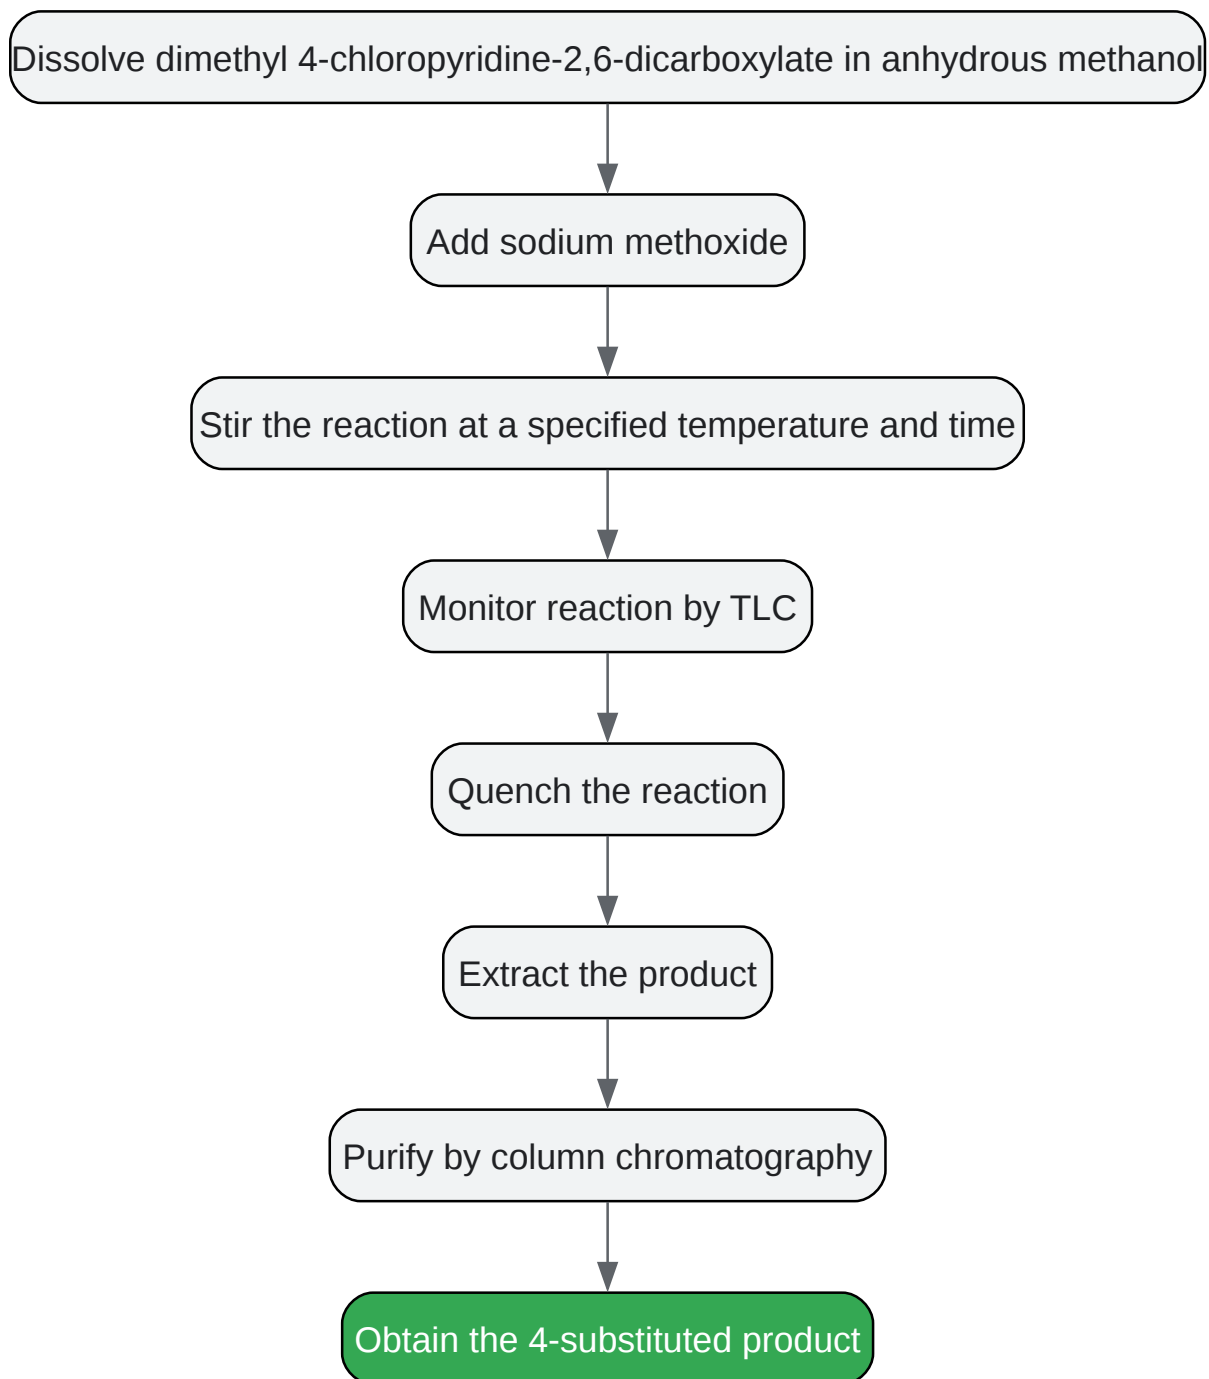 Dissolve dimethyl 4-chloropyridine-2,6-dicarboxylate in anhydrous methanol
Add sodium methoxide
Stir the reaction at a specified temperature and time
Monitor reaction by TLC
Quench the reaction
Extract the product
Purify by column chromatography
Obtain the 4-substituted product